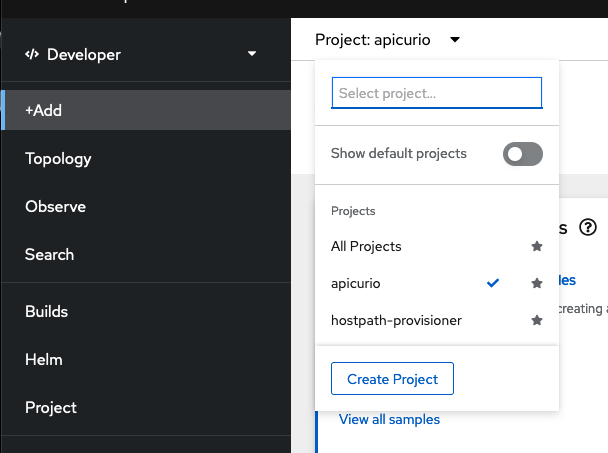 Developer
+Add
Topology
Observe
Search
Builds
Helm
Project
Project: apicurio
Select project...
Show default projects
Projects
All Projects
apicurio
hostpath-provisioner
Create Project
View all samples
creating a